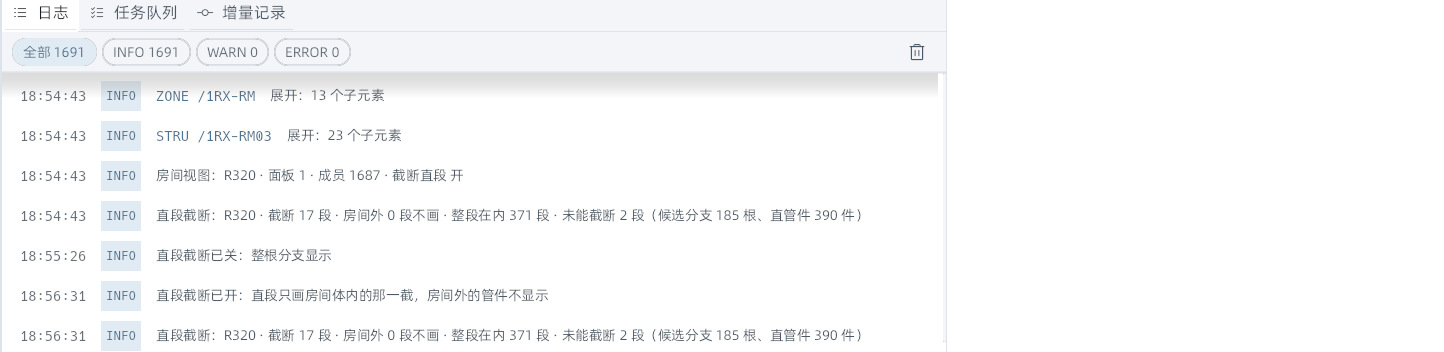 日志 任务队列 增量记录
全部 1691 INFO 1691 WARN 0 ERROR 0
18:54:43 INFO ZONE /1RX-RM 展开：13 个子元素
18:54:43 INFO STRU /1RX-RM03 展开：23 个子元素
18:54:43 INFO 房间视图：R320 · 面板 1 · 成员 1687 · 截断直段 开
18:54:43 INFO 直段截断：R320 · 截断 17 段 · 房间外 0 段不画 · 整段在内 371 段 · 未能截断 2 段（候选分支 185 根、直管件 390 件）
18:55:26 INFO 直段截断已关：整根分支显示
18:56:31 INFO 直段截断已开：直段只画房间体内的那一截，房间外的管件不显示
18:56:31 INFO 直段截断：R320 · 截断 17 段 · 房间外 0 段不画 · 整段在内 371 段 · 未能截断 2 段（候选分支 185 根、直管件 390 件）